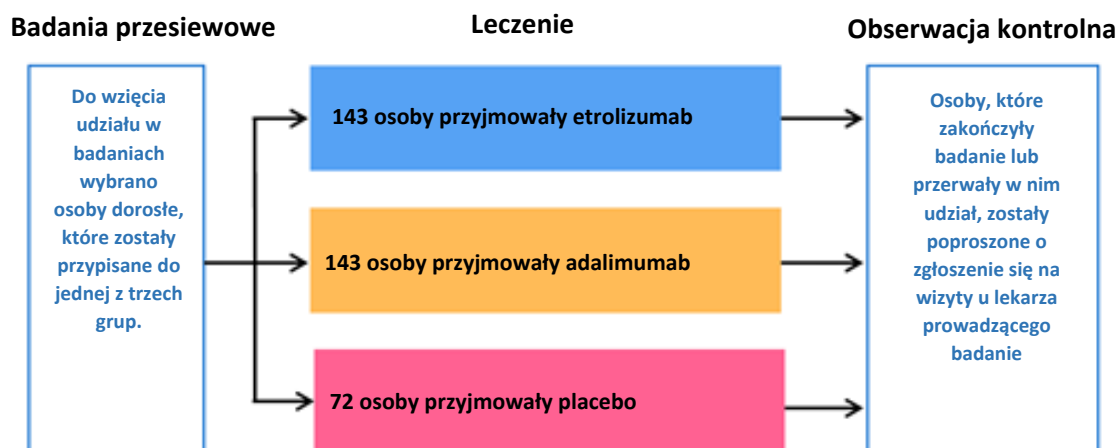 Badania przesiewowe
Leczenie
Obserwacja kontrolna
Do wzięcia
udziału w
badaniach
wybrano
osoby dorosłe,
które zostały
przypisane do
jednej z trzech
grup.
143 osoby przyjmowały etrolizumab
143 osoby przyjmowały adalimumab
72 osoby przyjmowały placebo
Osoby, które
zakończyły
badanie lub
przerwały w nim
udział, zostały
poproszone o
zgłoszenie się na
wizyty u lekarza
prowadzącego
badanie